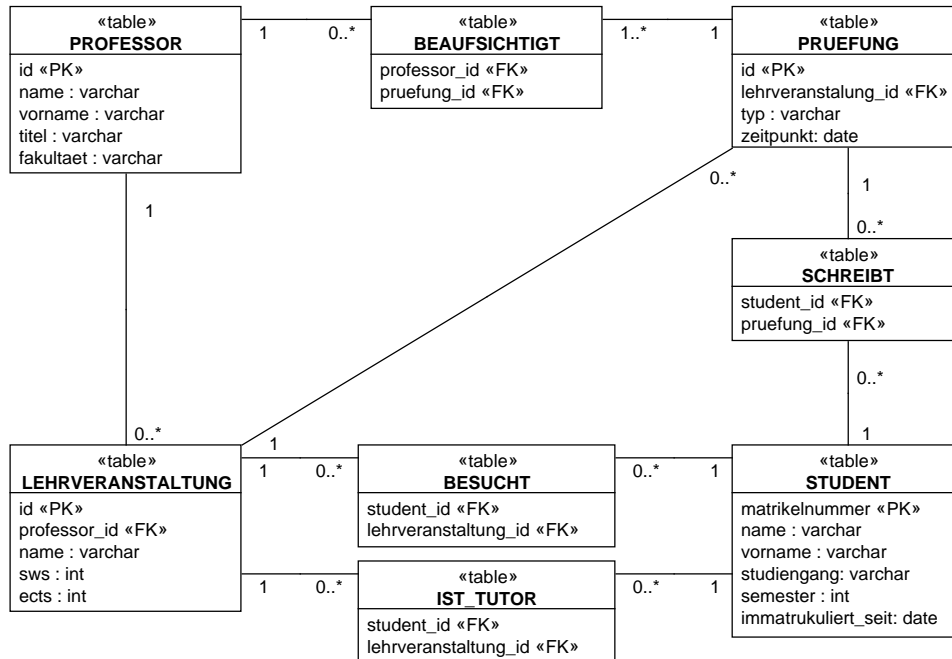 «table»
PROFESSOR
id «PK»
name : varchar
vorname : varchar
titel : varchar
fakultaet : varchar
1
0..*
«table»
BEAUFSICHTIGT
professor_id «FK»
pruefung_id «FK»
1..*
1
«table»
PRUEFUNG
id «PK»
lehrveranstalung_id «FK»
typ : varchar
zeitpunkt: date
1
0..*
1
0..*
«table»
SCHREIBT
student_id «FK»
pruefung_id «FK»
0..*
1
0..*
1
«table»
LEHRVERANSTALTUNG
id «PK»
professor_id «FK»
name : varchar
sws : int
ects : int
1
0..*
«table»
BESUCHT
student_id «FK»
lehrveranstaltung_id «FK»
0..*
1
1
0..*
«table»
IST_TUTOR
student_id «FK»
lehrveranstaltung_id «FK»
0..*
1
«table»
STUDENT
matrikelnummer «PK»
name : varchar
vorname : varchar
studiengang: varchar
semester : int
immatrukuliert_seit: date